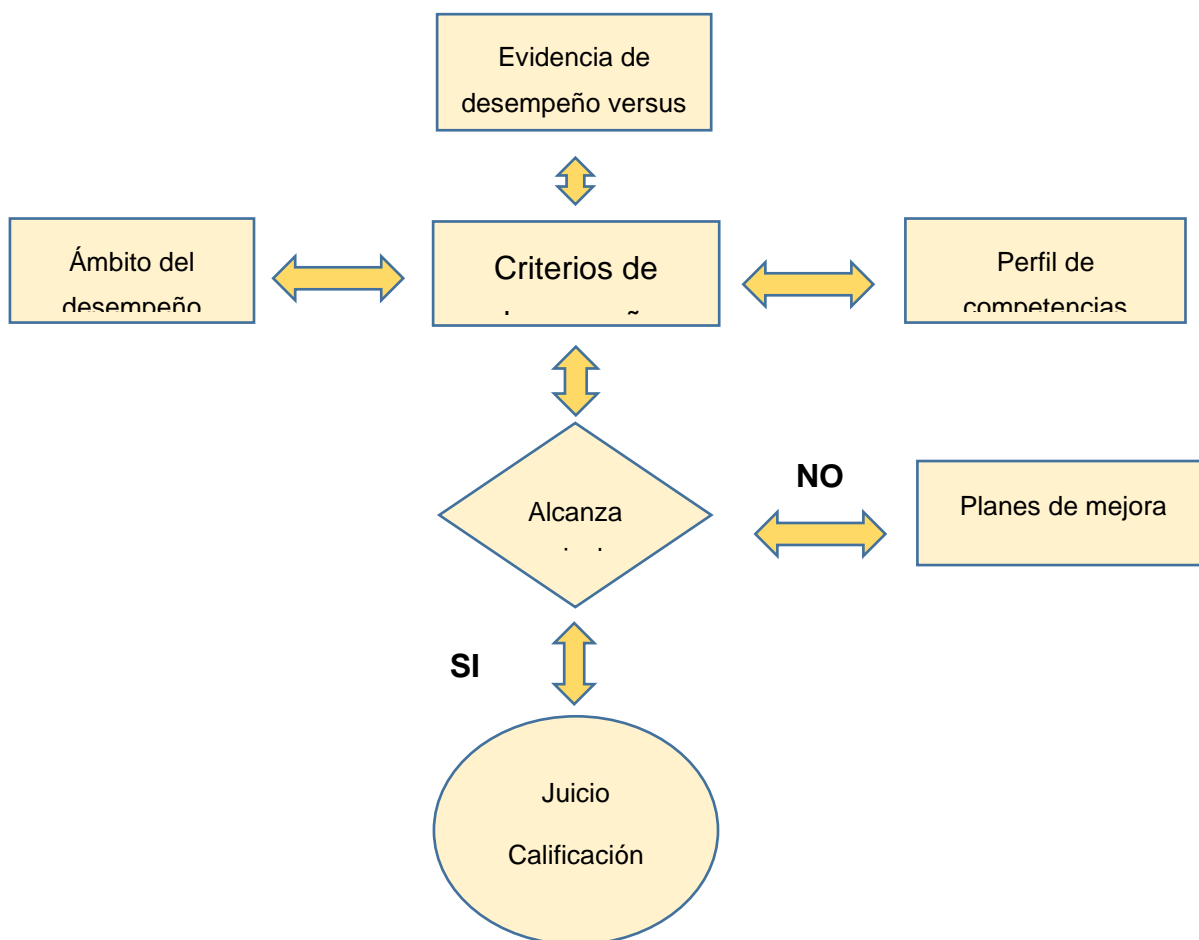 Evidencia de
desempeño versus
Ámbito del
desempeño
Criterios de
Perfil de
competencias
Alcanza
NO
Planes de mejora
SI
Juicio
Calificación